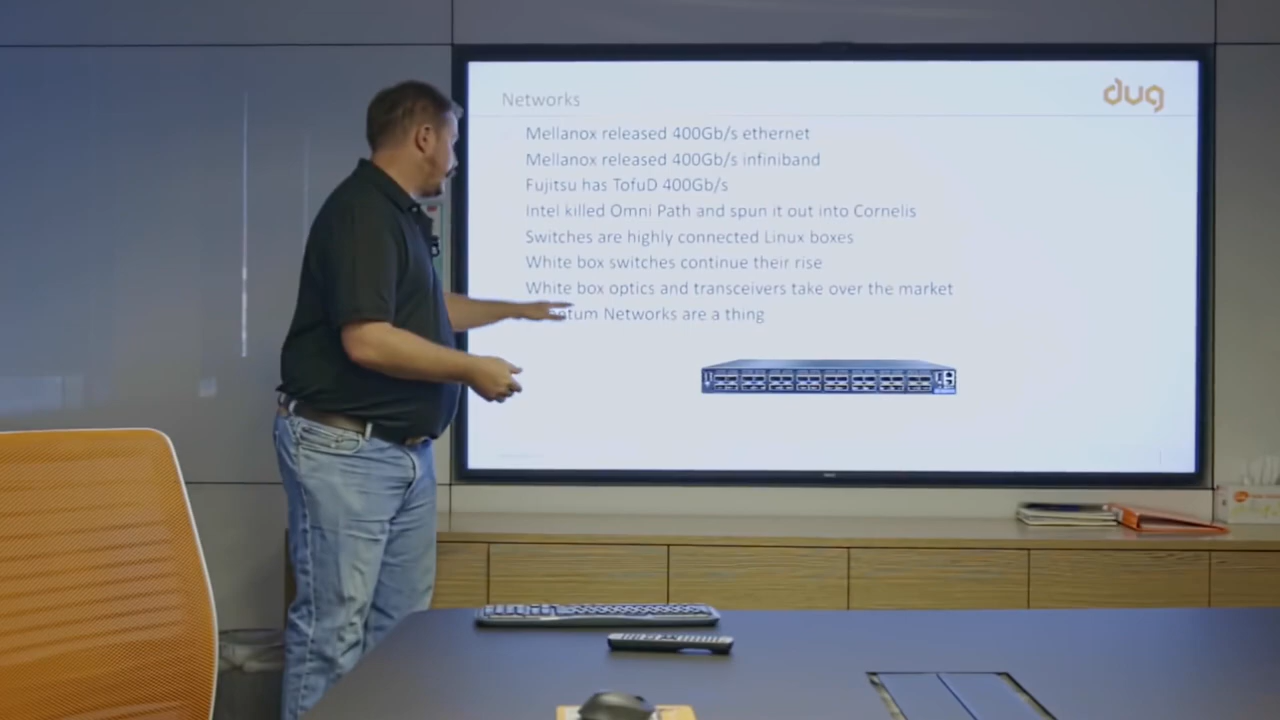 Networks
dug
Mellanox released 400Gb/s ethernet
Mellanox released 400Gb/s infiniband
Fujitsu has TofuD 400Gb/s
Intel killed Omni Path and spun it out into Cornelis
Switches are highly connected Linux boxes
White box switches continue their rise
White box optics and transceivers take over the market
Networks are a thing